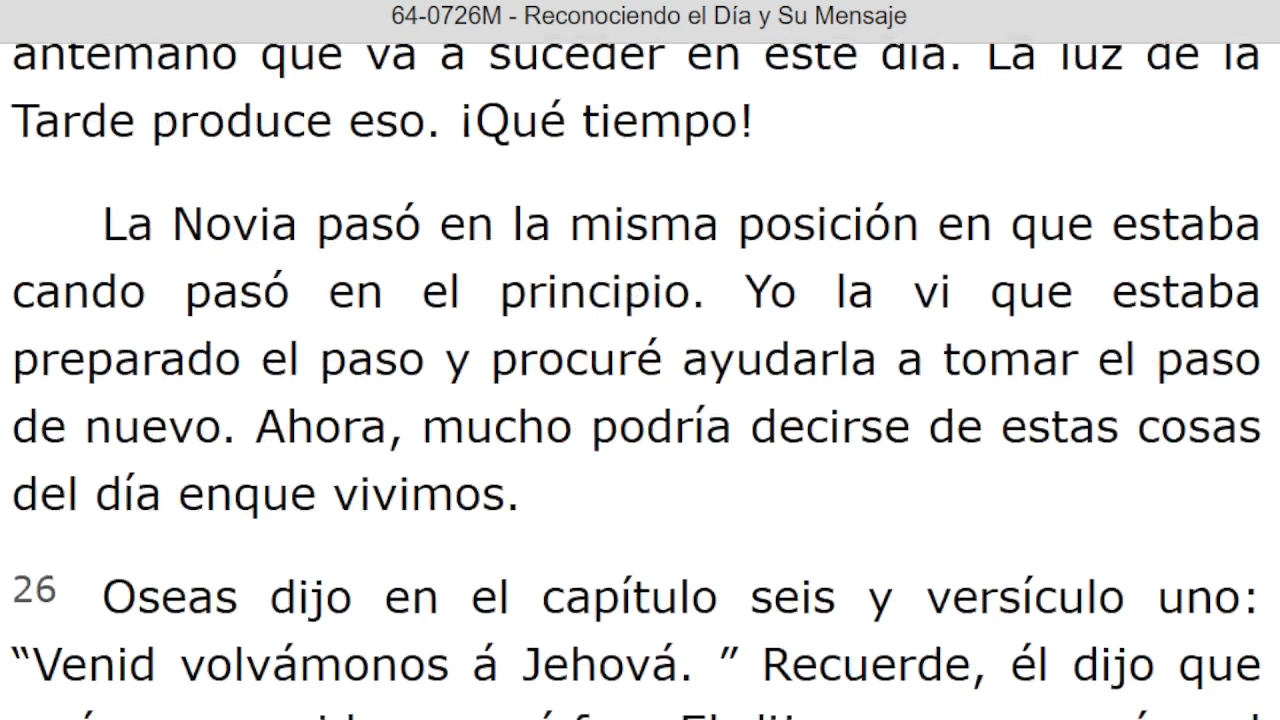 64-0726M - Reconociendo el Día y Su Mensaje
antemano que va a suceder en este día. La luz de la
Tarde produce eso. ¡Qué tiempo!
La Novia pasó en la misma posición en que estaba
cando pasó en el principio. Yo la vi que estaba
preparado el paso y procuré ayudarla a tomar el paso
de nuevo. Ahora, mucho podría decirse de estas cosas
del día enque vivimos.
26 Oseas dijo en el capítulo seis y versículo uno:
“Venid volvámonos á Jehová. ” Recuerde, él dijo que